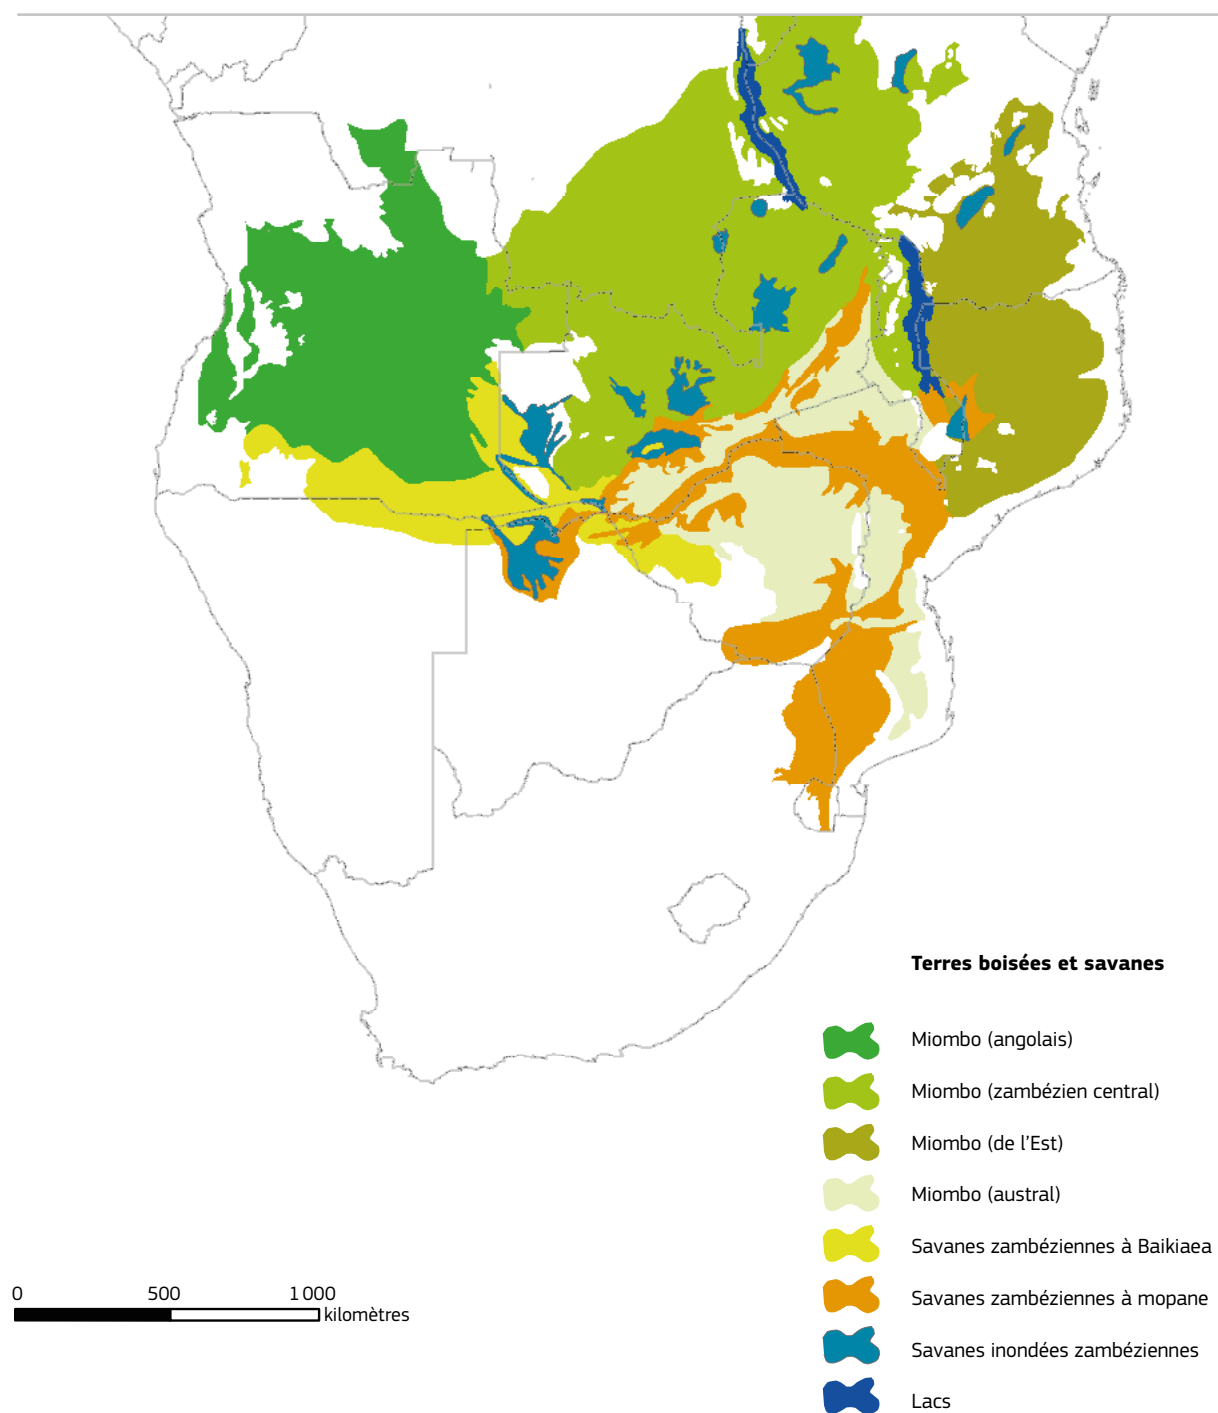 Terres boisées et savanes
Miombo (angolais)
Miombo (zambézien central)
Miombo (de l’Est)
Miombo (austral)
Savanes zambéziennes à Baikiaea
Savanes zambéziennes à mopane
Savanes inondées zambéziennes
Lacs
0 500 1 000
kilomètres